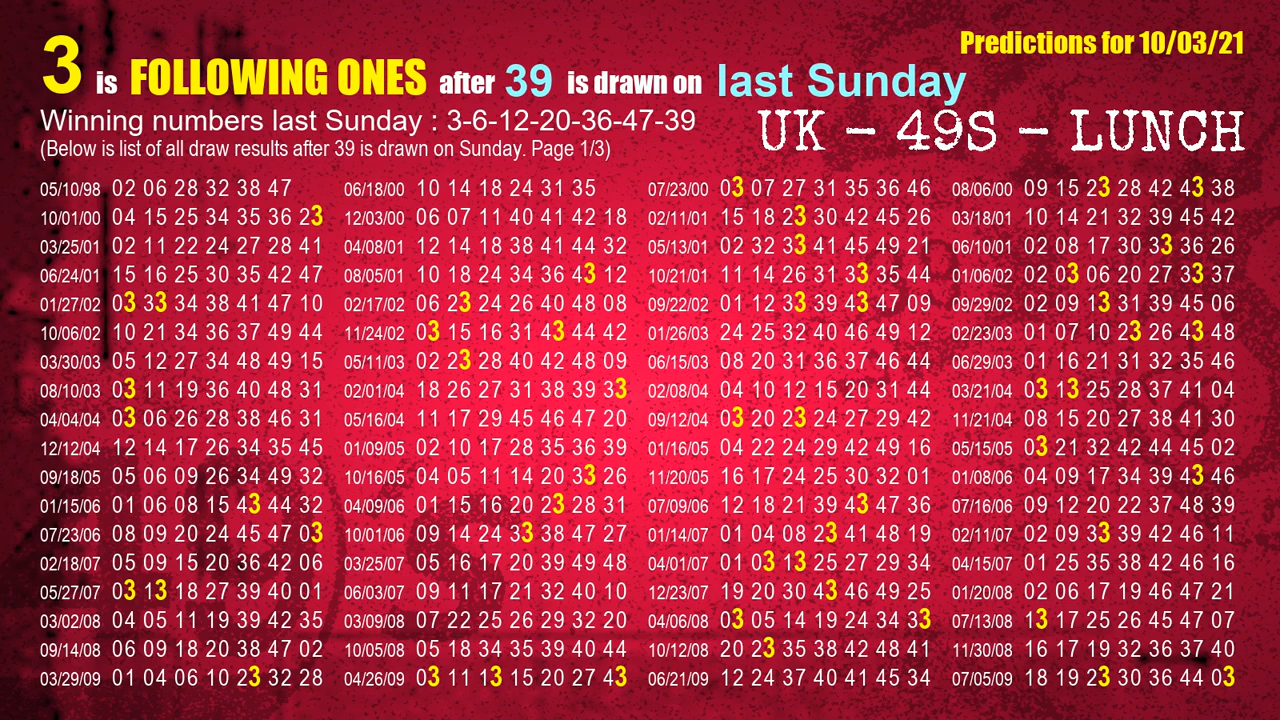 Predictions for 10/03/21
3 is FOLLOWING ONES after 39 is drawn on last Sunday
Winning numbers last Sunday : 3-6-12-20-36-47-39
UK - 49S - LUNCH
(Below is list of all draw results after 39 is drawn on Sunday. Page 1/3)
05/10/98 02 06 28 32 38 47 06/18/00 10 14 18 24 31 35 07/23/00 03 07 27 31 35 36 46 08/06/00 09 15 23 28 42 43 38
10/01/00 04 15 25 34 35 36 23 12/03/00 06 07 11 40 41 42 18 02/11/01 15 18 23 30 42 45 26 03/18/01 10 14 21 32 39 45 42
03/25/01 02 11 22 24 27 28 41 04/08/01 12 14 18 38 41 44 32 05/13/01 02 32 33 41 45 49 21 06/10/01 02 08 17 30 33 36 26
06/24/01 15 16 25 30 35 42 47 08/05/01 10 18 24 34 36 43 12 10/21/01 11 14 26 31 33 35 44 01/06/02 02 03 06 20 27 33 37
01/27/02 03 33 34 38 41 47 10 02/17/02 06 23 24 26 40 48 08 09/22/02 01 12 33 39 43 47 09 09/29/02 02 09 13 31 39 45 06
10/06/02 10 21 34 36 37 49 44 11/24/02 03 15 16 31 43 44 42 01/26/03 24 25 32 40 46 49 12 02/23/03 01 07 10 23 26 43 48
03/30/03 05 12 27 34 48 49 15 05/11/03 02 23 28 40 42 48 09 06/15/03 08 20 31 36 37 46 44 06/29/03 01 16 21 31 32 35 46
08/10/03 03 11 19 36 40 48 31 02/01/04 18 26 27 31 38 39 33 02/08/04 04 10 12 15 20 31 44 03/21/04 03 13 25 28 37 41 04
04/04/04 03 06 26 28 38 46 31 05/16/04 11 17 29 45 46 47 20 09/12/04 03 20 23 24 27 29 42 11/21/04 08 15 20 27 38 41 30
12/12/04 12 14 17 26 34 35 45 01/09/05 02 10 17 28 35 36 39 01/16/05 04 22 24 29 42 49 16 05/15/05 03 21 32 42 44 45 02
09/18/05 05 06 09 26 34 49 32 10/16/05 04 05 11 14 20 33 26 11/20/05 16 17 24 25 30 32 01 01/08/06 04 09 17 34 39 43 46
01/15/06 01 06 08 15 43 44 32 04/09/06 01 15 16 20 23 28 31 07/09/06 12 18 21 39 43 47 36 07/16/06 09 12 20 22 37 48 39
07/23/06 08 09 20 24 45 47 03 10/01/06 09 14 24 33 38 47 27 01/14/07 01 04 08 23 41 48 19 02/11/07 02 09 33 39 42 46 11
02/18/07 05 09 15 20 36 42 06 03/25/07 05 16 17 20 39 49 48 04/01/07 01 03 13 25 27 29 34 04/15/07 01 25 35 38 42 46 16
05/27/07 03 13 18 27 39 40 01 06/03/07 09 11 17 21 32 40 10 12/23/07 19 20 30 43 46 49 25 01/20/08 02 06 17 19 46 47 21
03/02/08 04 05 11 19 39 42 35 03/09/08 07 22 25 26 29 32 20 04/06/08 03 05 14 19 24 34 33 07/13/08 13 17 25 26 45 47 07
09/14/08 06 09 18 20 38 47 02 10/05/08 05 18 34 35 39 40 44 10/12/08 20 23 35 38 41 48 41 11/30/08 16 17 19 32 36 37 40
03/29/09 01 04 06 10 23 32 28 04/26/09 03 11 13 15 20 27 43 06/21/09 12 24 37 40 41 45 34 07/05/09 18 19 23 30 36 44 03